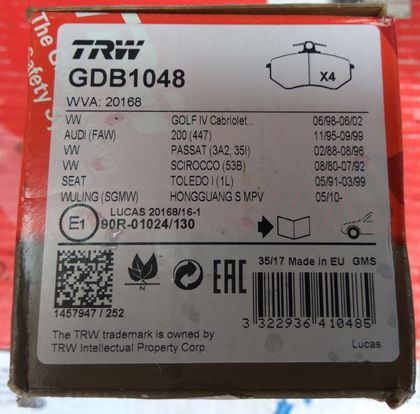 TRW
GDB1048
X4
WVA: 20168
VW GOLF IV Cabriolet... 06/98-06/02
AUDI (FAW) 200 (447) 11/95-09/99
VW PASSAT (3A2, 35I) 02/88-08/96
VW SCIROCCO (53B) 08/80-07/92
SEAT TOLEDO I (1L) 05/91-03/99
WULING (SGMW) HONGGUANG S MPV 05/10-
LUCAS 20168/16-1
E1 90R-01024/130
35/17 Made in EU GMS
EAC
1457947 / 252
3 322936 410485
The TRW trademark is owned by
TRW Intellectual Property Corp.
Lucas